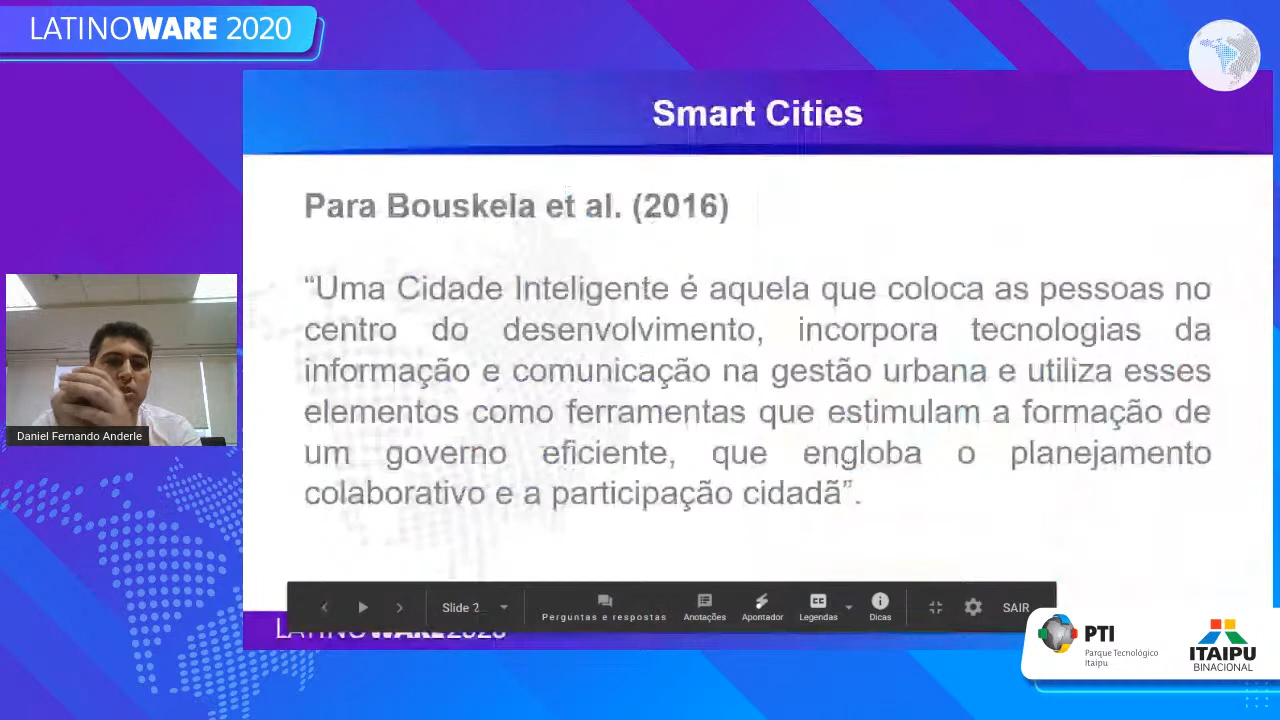 LATINOWARE 2020
Smart Cities
Para Bouskela et al. (2016)
“Uma Cidade Inteligente é aquela que coloca as pessoas no
centro do desenvolvimento, incorpora tecnologias da
informação e comunicação na gestão urbana e utiliza esses
elementos como ferramentas que estimulam a formação de
um governo eficiente, que engloba o planejamento
colaborativo e a participação cidadã”.
Daniel Fernando Anderle
Slide 2
Perguntas e respostas
Anotações
Apontador
Legendas
Dicas
SAIR
LATINOWARE 2020
PTI
Parque Tecnológico
Itaipu
ITAIPU
BINACIONAL